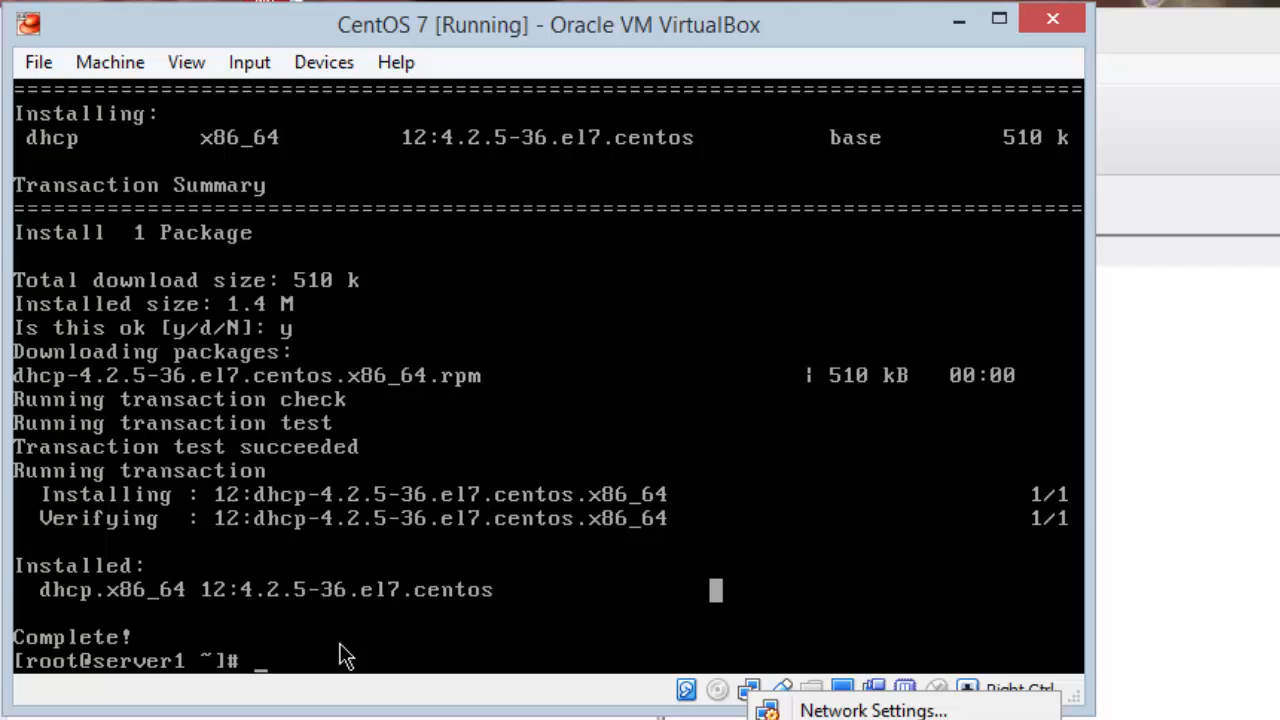 CentOS 7 [Running] - Oracle VM VirtualBox
File Machine View Input Devices Help
================================================================================
Installing:
dhcp x86_64 12:4.2.5-36.el7.centos base 510 k
Transaction Summary
================================================================================
Install 1 Package
Total download size: 510 k
Installed size: 1.4 M
Is this ok [y/d/N]: y
Downloading packages:
dhcp-4.2.5-36.el7.centos.x86_64.rpm | 510 kB 00:00
Running transaction check
Running transaction test
Transaction test succeeded
Running transaction
Installing : 12:dhcp-4.2.5-36.el7.centos.x86_64 1/1
Verifying : 12:dhcp-4.2.5-36.el7.centos.x86_64 1/1
Installed:
dhcp.x86_64 12:4.2.5-36.el7.centos
Complete!
[root@server1 ~]# _
Right Ctrl
Network Settings...